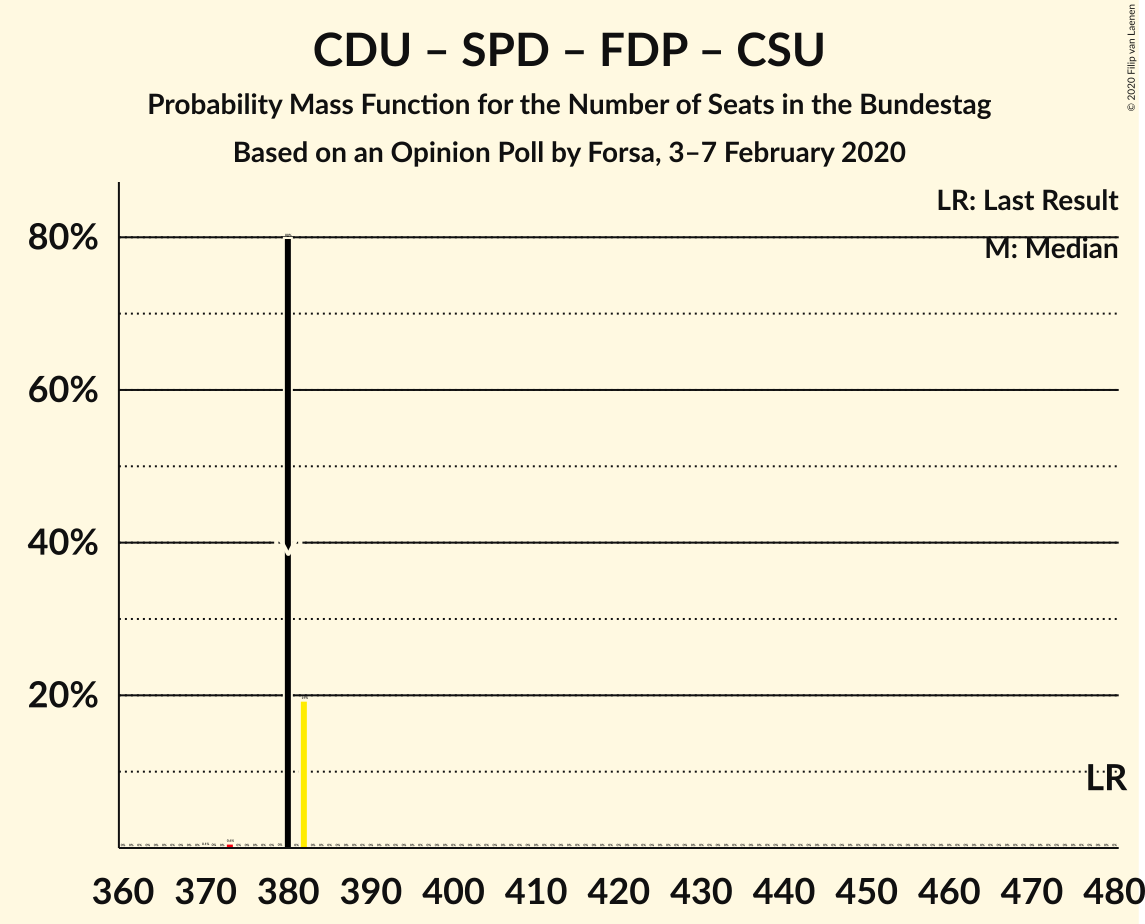 CDU – SPD – FDP – CSU
Probability Mass Function for the Number of Seats in the Bundestag
Based on an Opinion Poll by Forsa, 3–7 February 2020
© 2020 Filip van Laenen
LR: Last Result
M: Median
80%
60%
40%
20%
LR
360 370 380 390 400 410 420 430 440 450 460 470 480